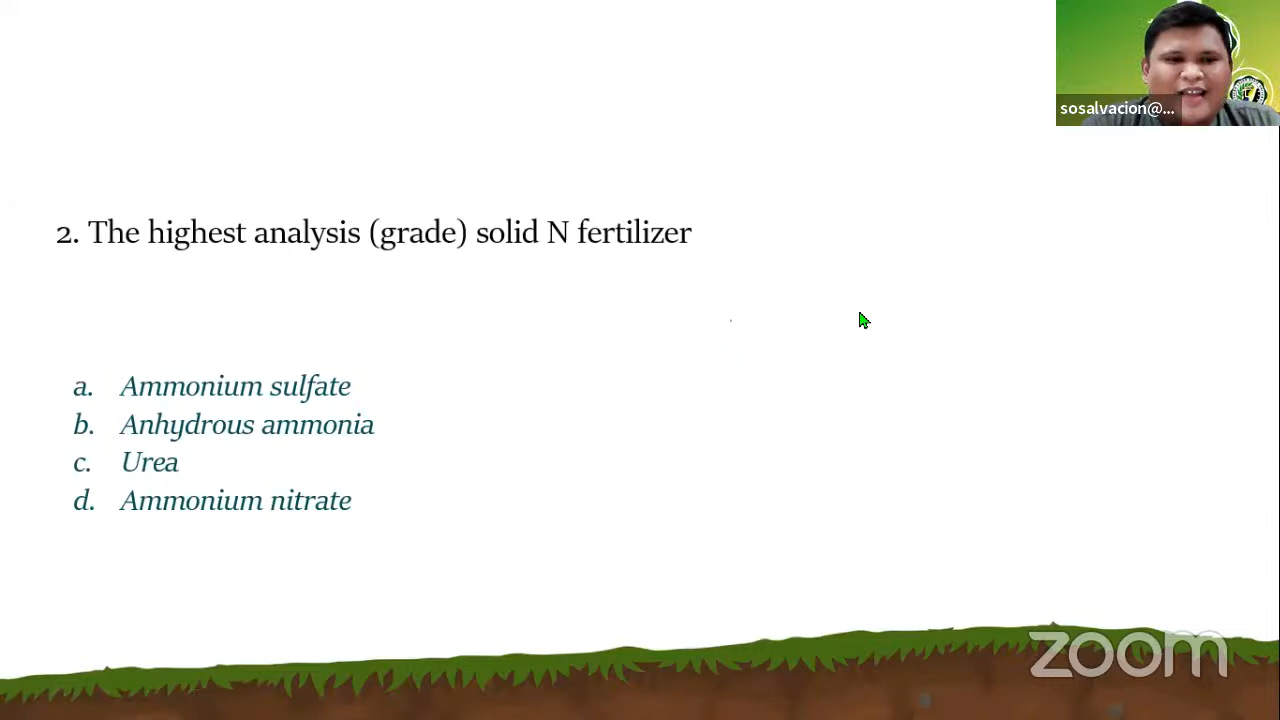 sosalvacion@...
2. The highest analysis (grade) solid N fertilizer
a. Ammonium sulfate
b. Anhydrous ammonia
c. Urea
d. Ammonium nitrate
zoom